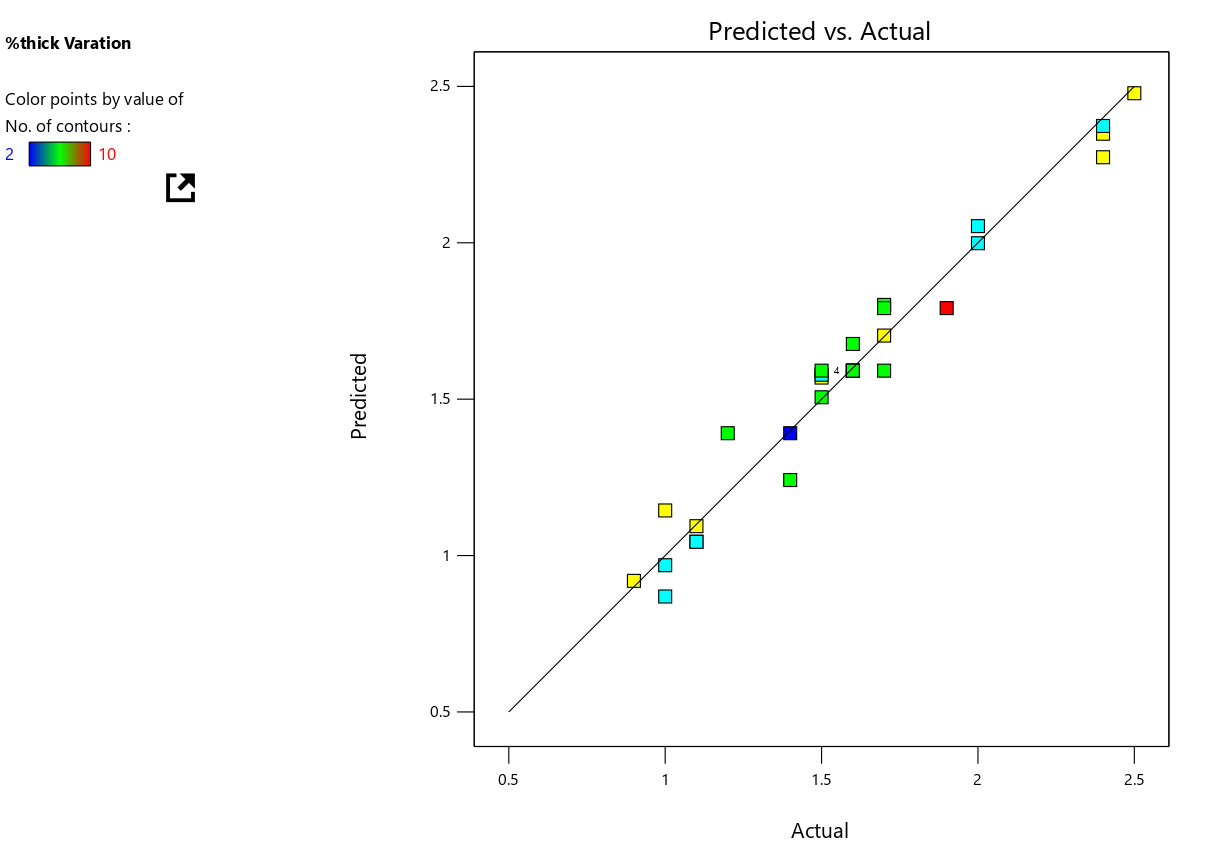 %thick Varation
Color points by value of
No. of contours :
2 10
Predicted vs. Actual
2.5
2
1.5
1
0.5
Predicted
4
0.5 1 1.5 2 2.5
Actual